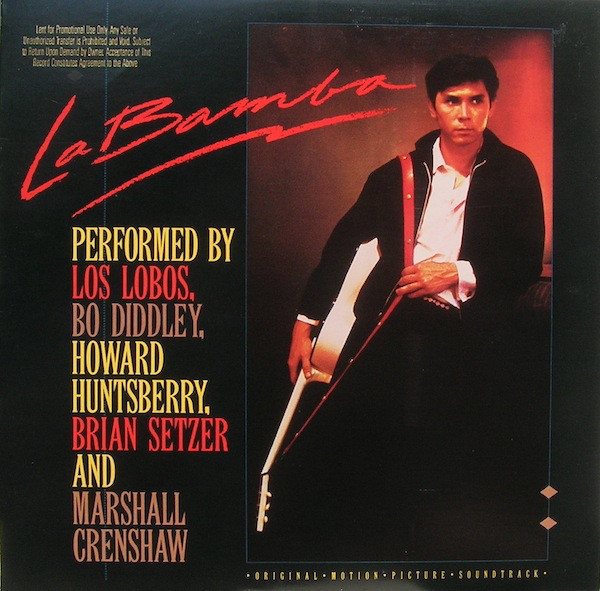 Lent for Promotional Use Only Any Sale or
Unauthorized Transfer is Prohibited and Void. Subject
to Return Upon Demand by Owner. Acceptance of This
Record Constitutes Agreement to the Above
La Bamba
PERFORMED BY
LOS LOBOS,
BO DIDDLEY,
HOWARD
HUNTSBERRY,
BRIAN SETZER
AND
MARSHALL
CRENSHAW
· ORIGINAL · MOTION · PICTURE · SOUNDTRACK ·